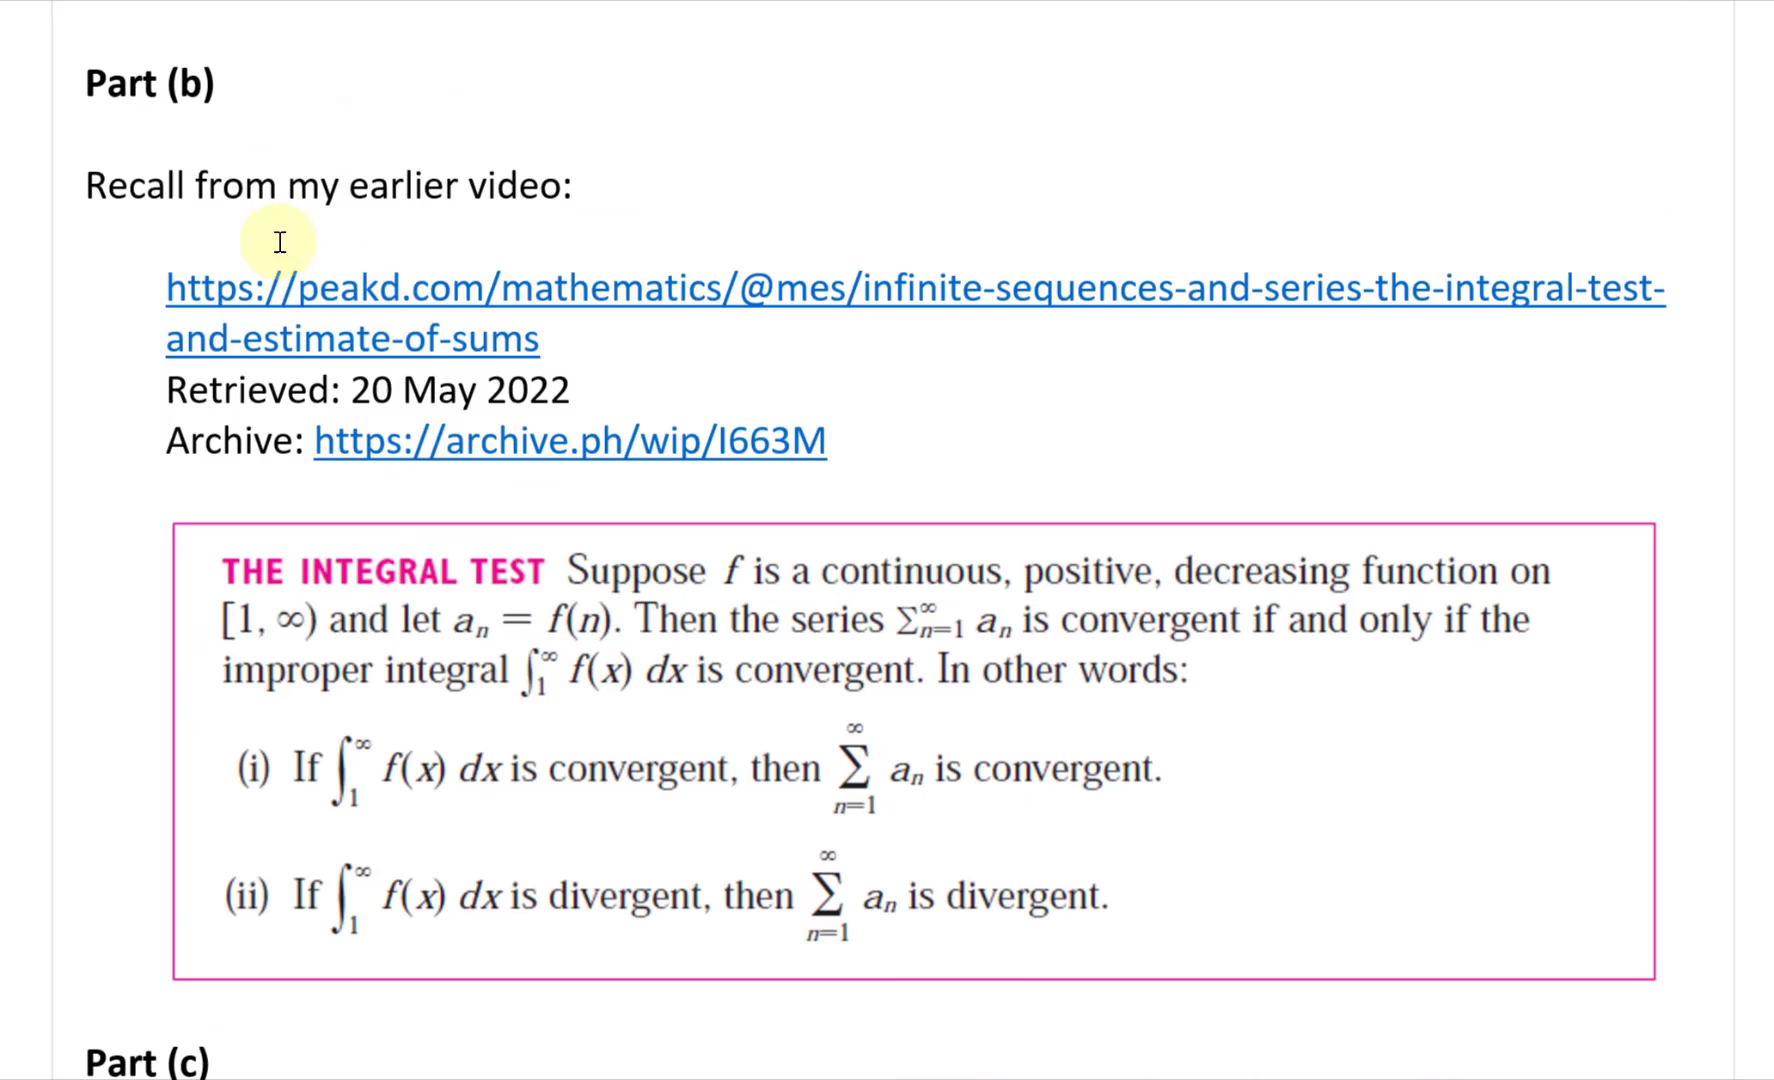 Part (b)
Recall from my earlier video:
https://peakd.com/mathematics/@mes/infinite-sequences-and-series-the-integral-test-
and-estimate-of-sums
Retrieved: 20 May 2022
Archive: https://archive.ph/wip/I663M
THE INTEGRAL TEST Suppose f is a continuous, positive, decreasing function on
[1, ∞) and let aₙ = f(n). Then the series Σ∞n=1 aₙ is convergent if and only if the
improper integral ∫₁^∞ f(x) dx is convergent. In other words:
(i) If ∫₁^∞ f(x) dx is convergent, then ∑∞n=1 aₙ is convergent.
(ii) If ∫₁^∞ f(x) dx is divergent, then ∑∞n=1 aₙ is divergent.
Part (c)